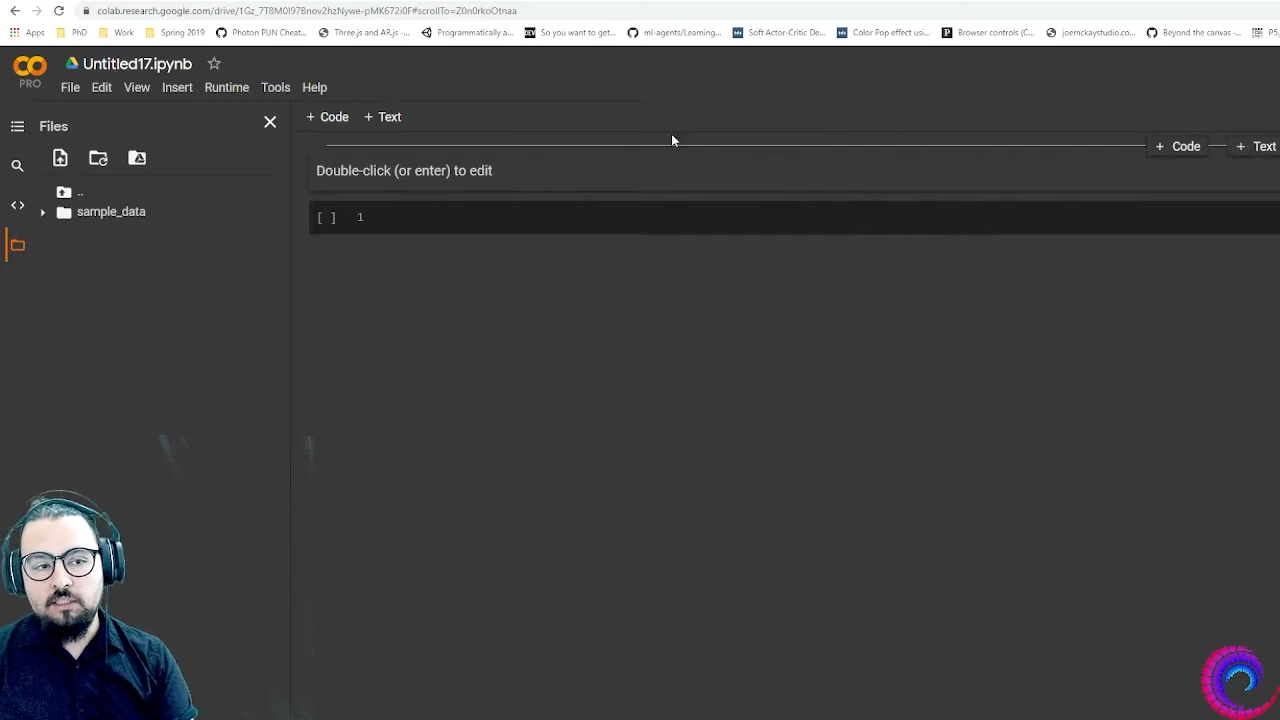 colab.research.google.com/drive/1Gz_7T8M0I97Bnov2hzNywe-pMK672i0F#scrollTo=Z0n0rkoOtnaa
Apps PhD Work Spring 2019 Photon PUN Cheat... Three.js and AR.js -... Programmatically a... So you want to get... ml-agents/Learning... Soft Actor-Critic De... Color Pop effect usi... Browser controls (C... joemckaystudio.co... Beyond the canvas -...
Untitled17.ipynb
PRO
File Edit View Insert Runtime Tools Help
Files
+ Code + Text
+ Code + Text
Double-click (or enter) to edit
..
sample_data
[ ] 1